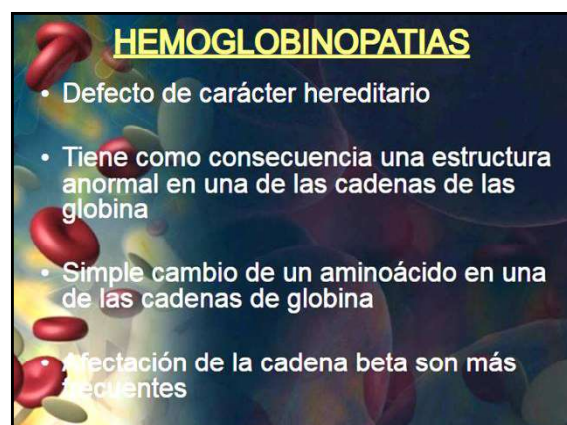 HEMOGLOBINOPATIAS
• Defecto de carácter hereditario
• Tiene como consecuencia una estructura
anormal en una de las cadenas de las
globina
• Simple cambio de un aminoácido en una
de las cadenas de globina
• Afectación de la cadena beta son más
frecuentes